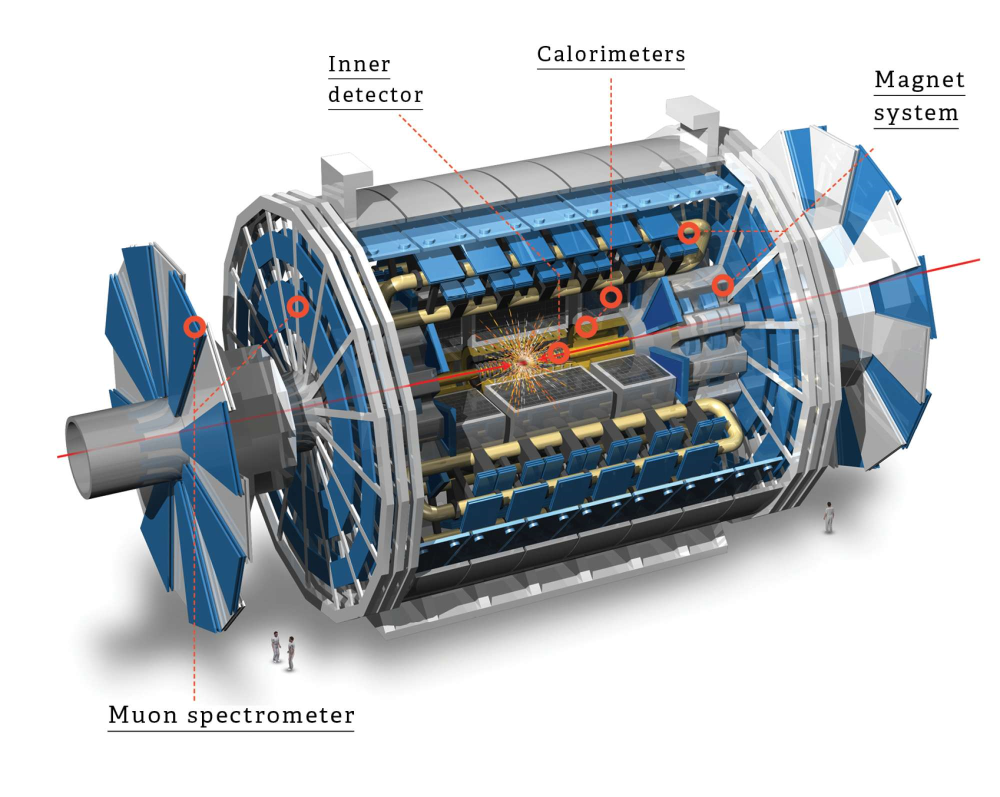 Inner
detector
Calorimeters
Magnet
system
Muon spectrometer